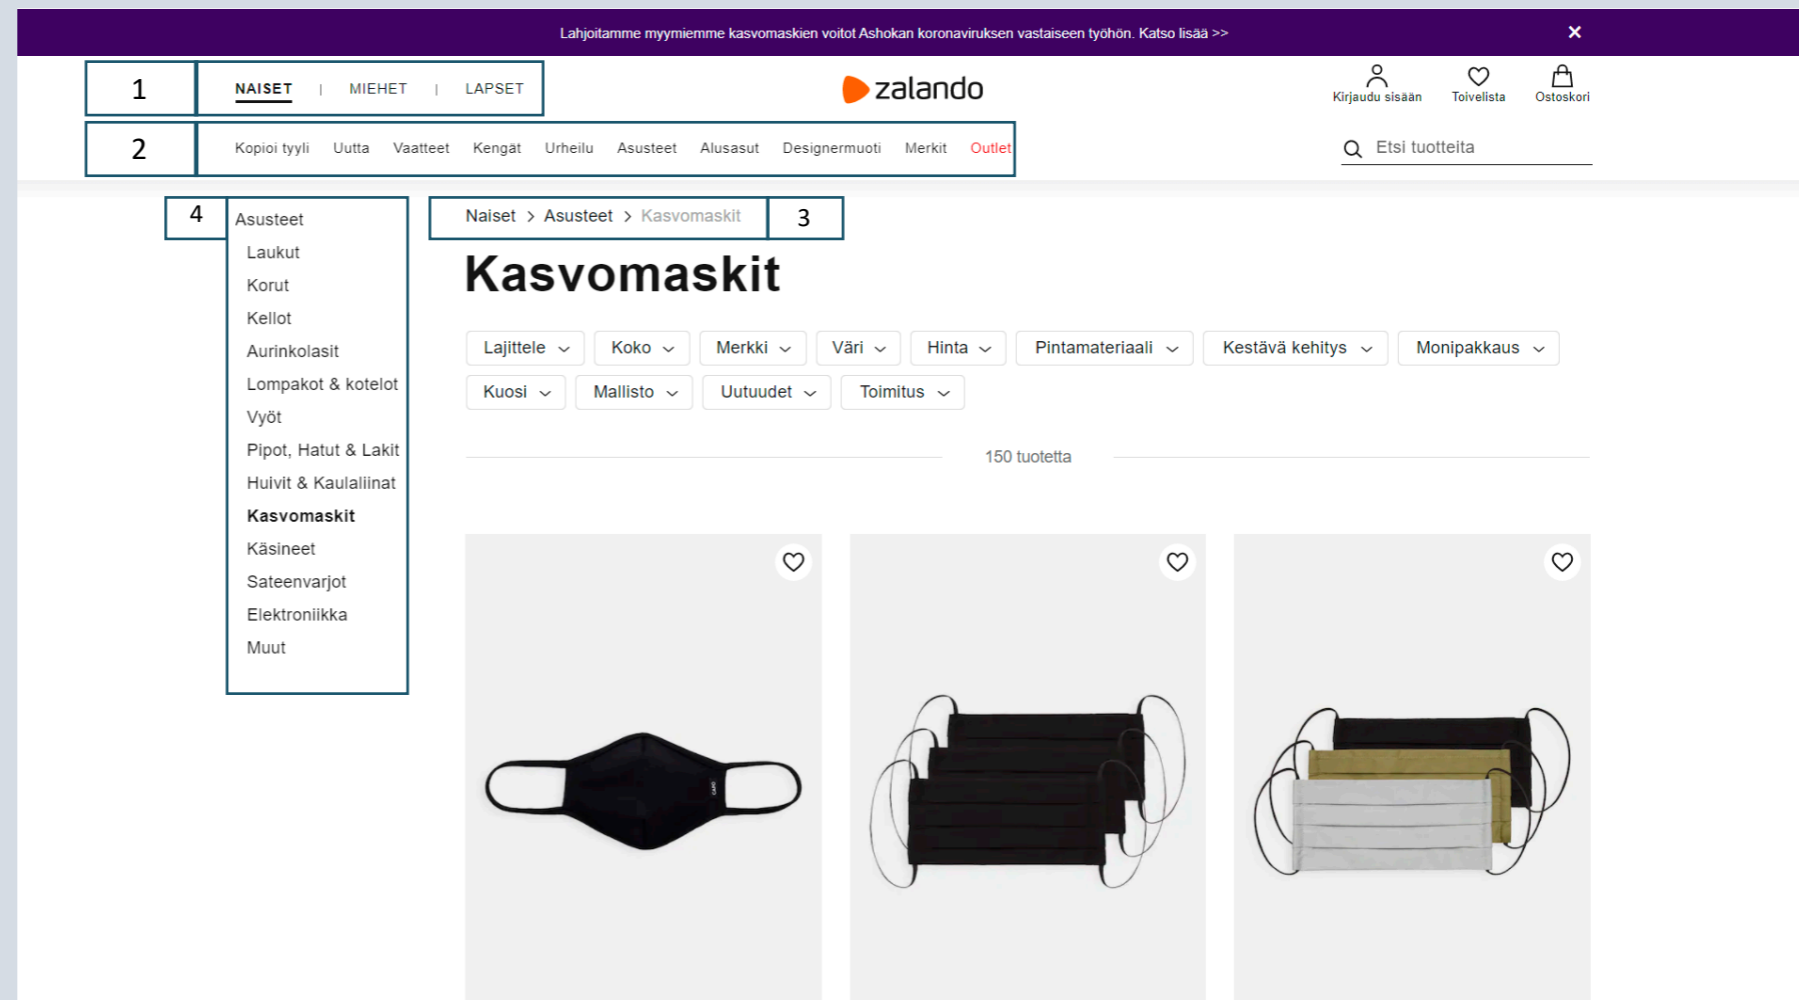 Lahjoitamme myymiemme kasvomaskien voitot Ashokan koronaviruksen vastaiseen työhön. Katso lisää >>
1 NAISET | MIEHET | LAPSET
zalando
Kirjaudu sisään Toivelista Ostoskori
2 Kopioi tyyli Uutta Vaatteet Kengät Urheilu Asusteet Alusasut Designermuoti Merkit Outlet
Etsi tuotteita
4 Asusteet
Laukut
Korut
Kellot
Aurinkolasit
Lompakot & kotelot
Vyöt
Pipot, Hatut & Lakit
Huivit & Kaulaliinat
Kasvomaskit
Käsineet
Sateenvarjot
Elektroniikka
Muut
Naiset > Asusteet > Kasvomaskit 3
Kasvomaskit
Lajittele Koko Merkki Väri Hinta Pintamateriaali Kestävä kehitys Monipakkaus
Kuosi Mallisto Uutuudet Toimitus
150 tuotetta